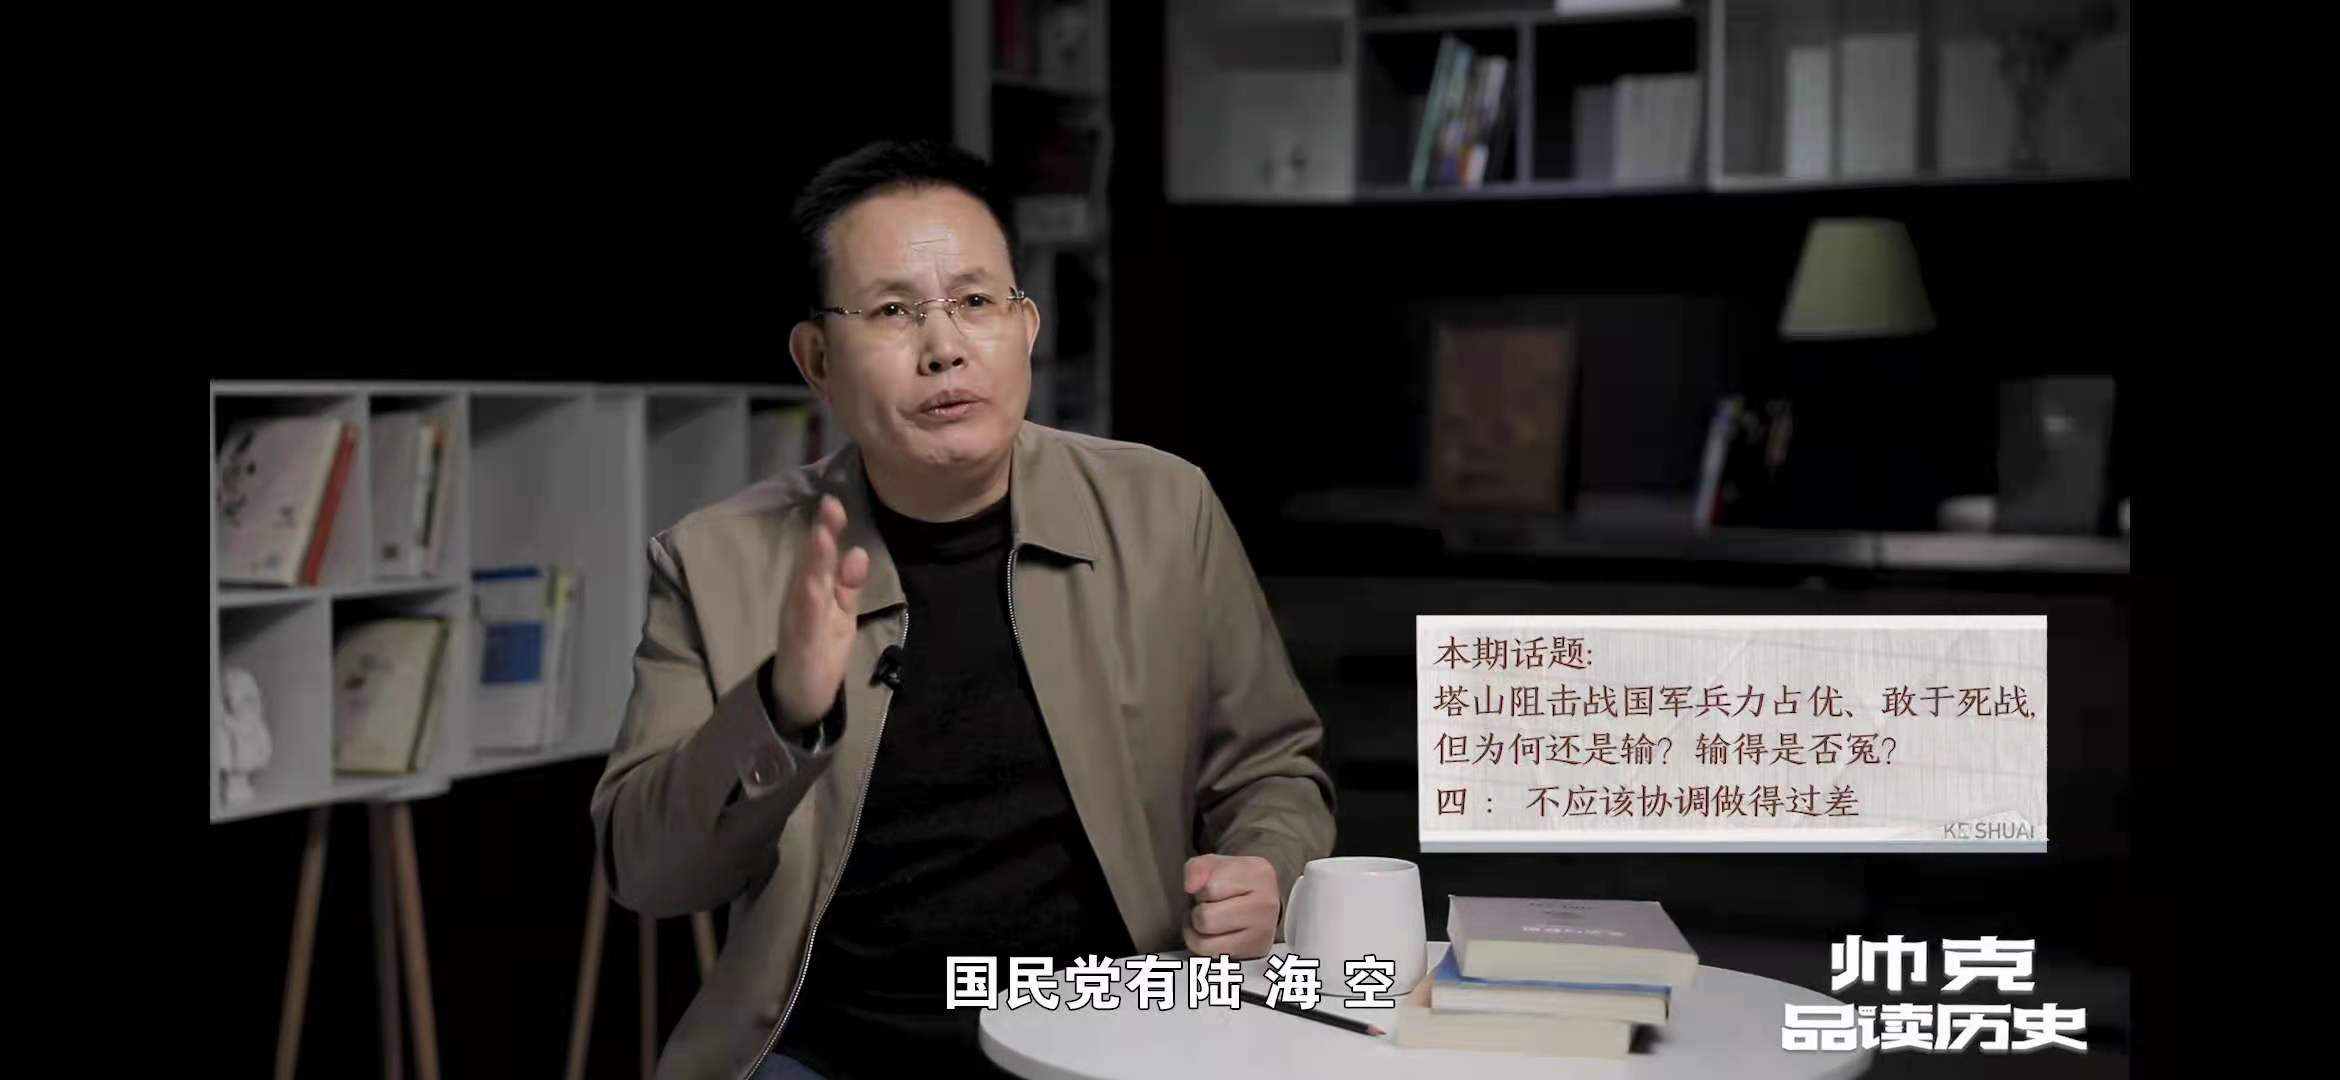 本期话题:
塔山阻击战国军兵力占优、敢于死战,
但为何还是输？输得是否冤？
四： 不应该协调做得过差
KE SHUAI
国民党有陆 海 空
帅克
品读历史